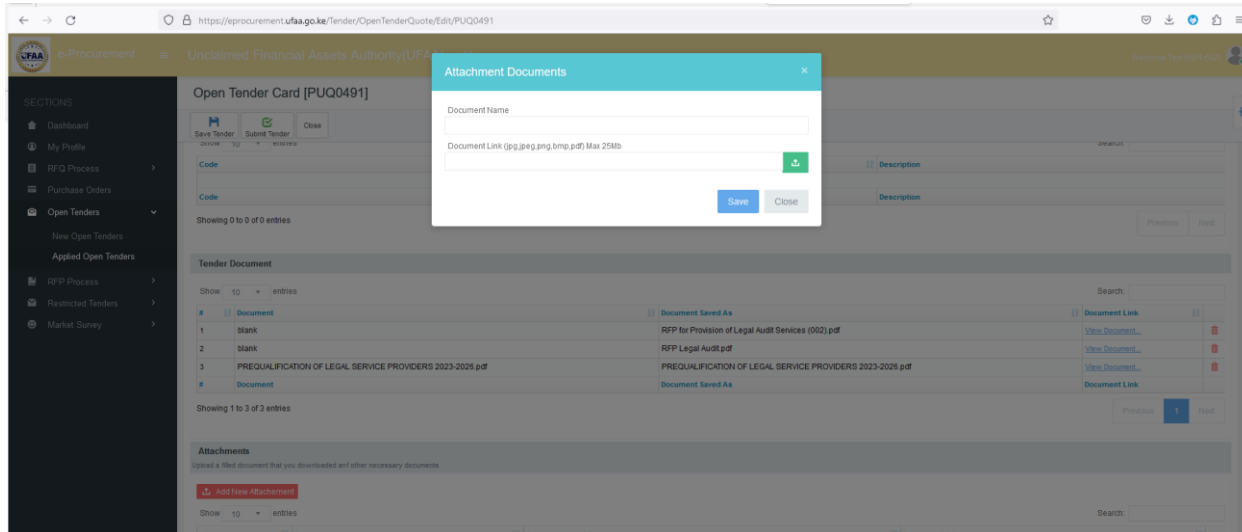 https://eprocurement.ufaa.go.ke/Tender/OpenTenderQuote/Edit/PUQ0491
UFAA
e-Procurement
Unclaimed Financial Assets Authority(UFA
Attachment Documents ×
Document Name
Document Link (jpg,jpeg,png,bmp,pdf) Max 25Mb
Save Close
SECTIONS
Dashboard
My Profile
RFQ Process
Purchase Orders
Open Tenders
New Open Tenders
Applied Open Tenders
RFP Process
Restricted Tenders
Market Survey
Open Tender Card [PUQ0491]
Save Tender Submit Tender Close
Show 10 entries Search:
Code Description
Code Description
Showing 0 to 0 of 0 entries
Previous Next
Tender Document
Show 10 entries Search:
# Document Document Saved As Document Link
1 blank RFP for Provision of Legal Audit Services (002).pdf View Document...
2 blank RFP Legal Audit.pdf View Document...
3 PREQUALIFICATION OF LEGAL SERVICE PROVIDERS 2023-2026.pdf PREQUALIFICATION OF LEGAL SERVICE PROVIDERS 2023-2026.pdf View Document...
# Document Document Saved As Document Link
Showing 1 to 3 of 3 entries
Previous 1 Next
Attachments
Upload a filled document that you downloaded anf other necessary documents
Add New Attachement
Show 10 entries Search: